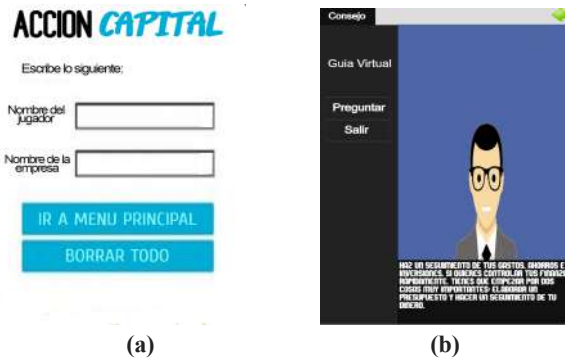 ACCION CAPITAL
Escribe lo siguiente:
Nombre del
jugador
Nombre de la
empresa
IR A MENU PRINCIPAL
BORRAR TODO
(a)
Consejo
Guia Virtual
Preguntar
Salir
HAZ UN SEGUIMIENTO DE TUS GASTOS, AHORROS E
INVERSIONES. SI QUIERES CONTROLAR TUS FINANZA
RAPIDAMENTE, TIENES QUE EMPEZAR POR DOS
COSAS MUY IMPORTANTES: ELABORAR UN
PRESUPUESTO Y HACER UN SEGUIMIENTO DE TU
DINERO.
(b)